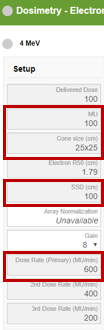 Dosimetry - Electron
4 MeV
Setup
Delivered Dose
100
MU
100
Cone size (cm)
25x25
Electron R56 (cm)
1.79
SSD (cm)
100
Array Normalization
Unavailable
Gain
8
Dose Rate (Primary) (MU/min)
600
2nd Dose Rate (MU/min)
400
3rd Dose Rate (MU/min)
200